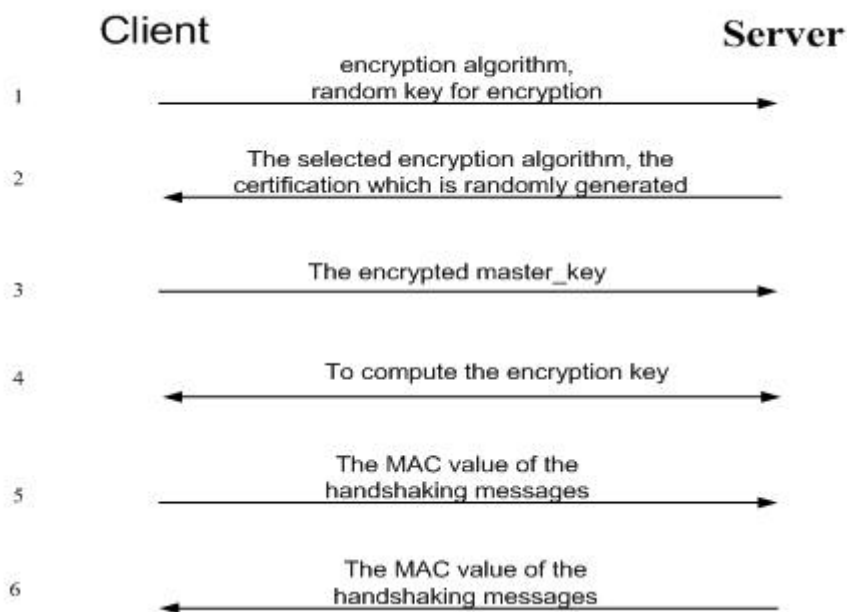 Client Server
encryption algorithm,
1 random key for encryption
The selected encryption algorithm, the
2 certification which is randomly generated
3 The encrypted master_key
4 To compute the encryption key
The MAC value of the
5 handshaking messages
The MAC value of the
6 handshaking messages